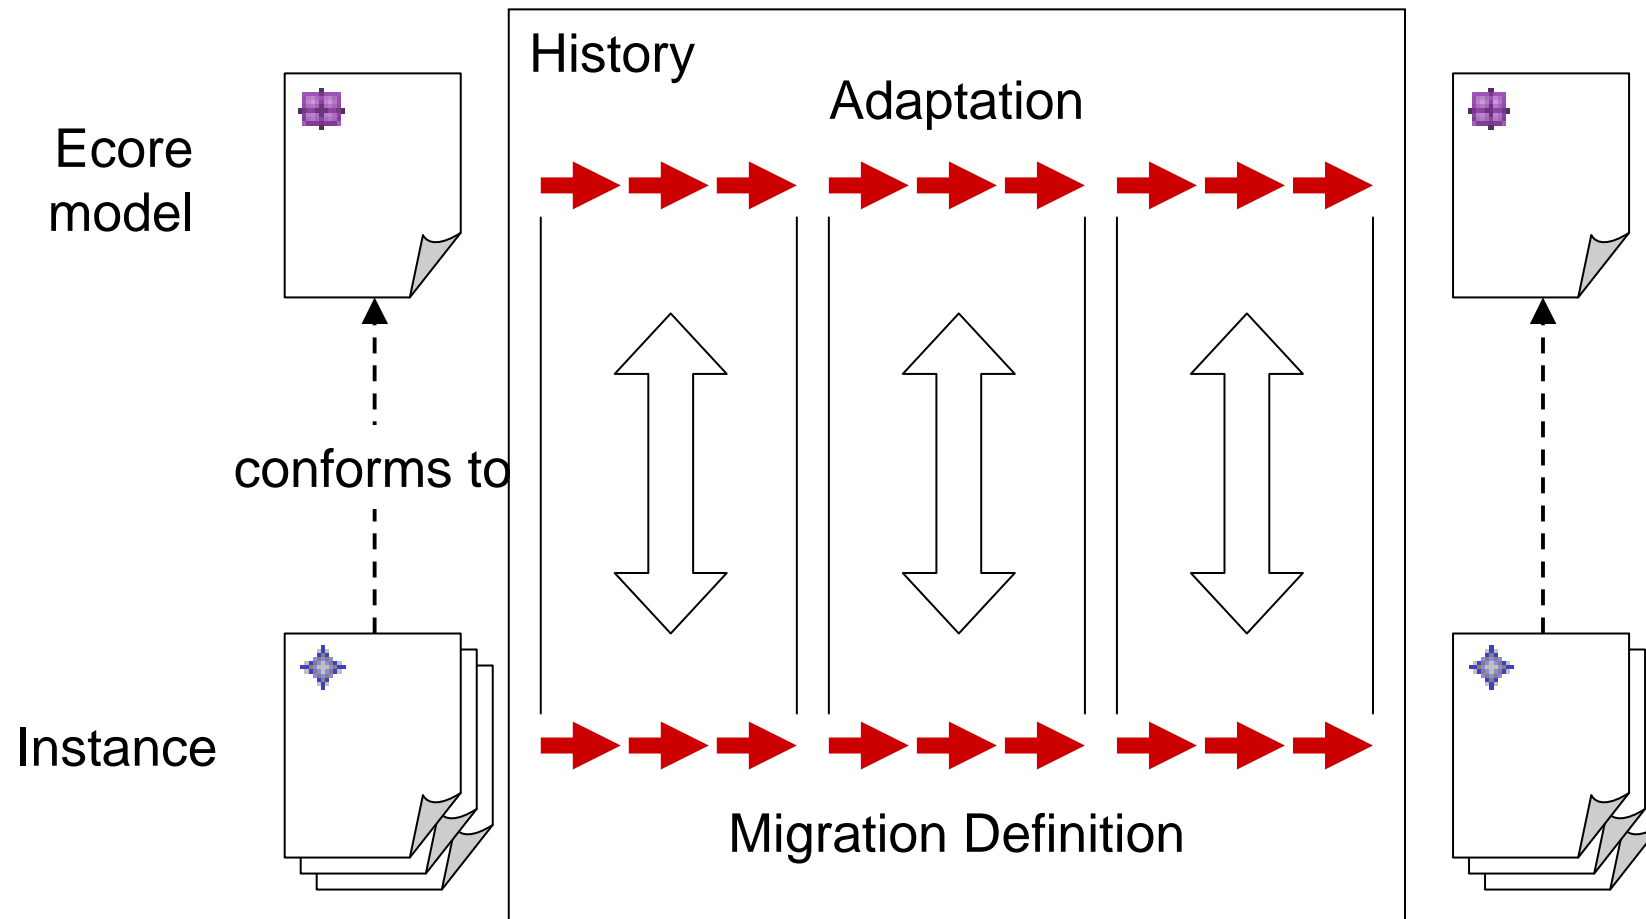 History
Adaptation
Ecore
model
conforms to
Instance
Migration Definition